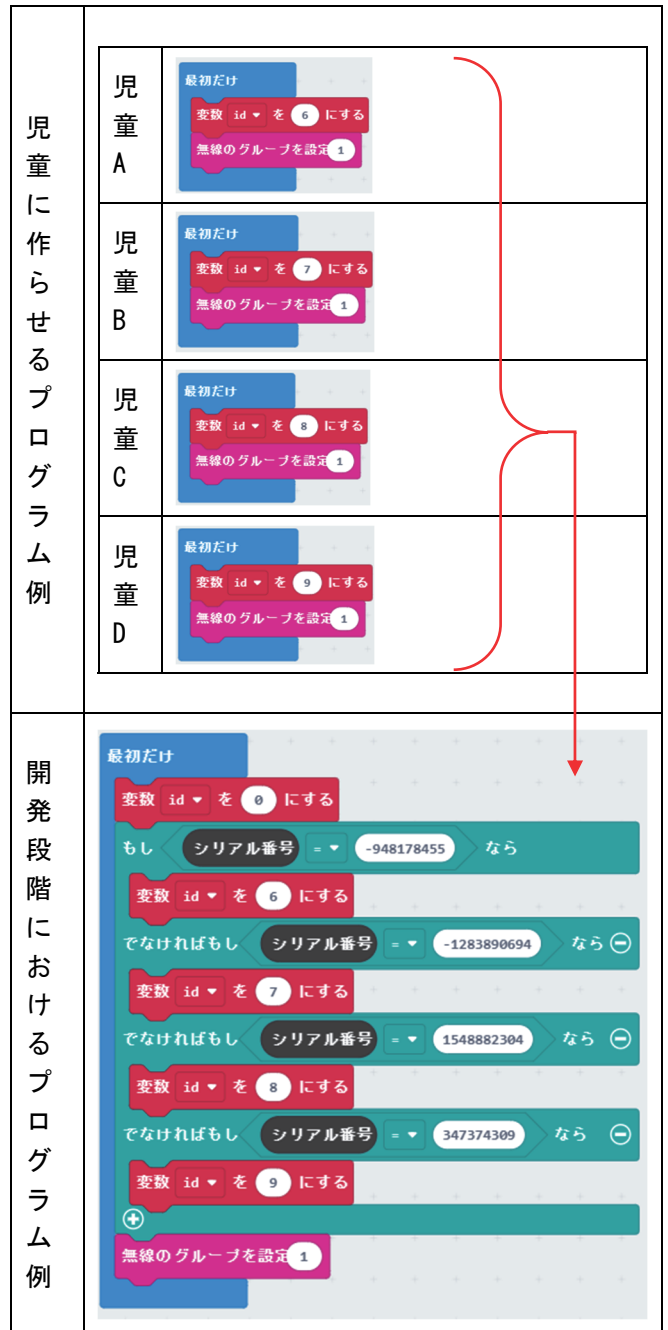 児童に作らせるプログラム例
児童A
最初だけ
変数 id ▼ を 6 にする
無線のグループを設定 1
児童B
最初だけ
変数 id ▼ を 7 にする
無線のグループを設定 1
児童C
最初だけ
変数 id ▼ を 8 にする
無線のグループを設定 1
児童D
最初だけ
変数 id ▼ を 9 にする
無線のグループを設定 1
開発段階におけるプログラム例
最初だけ
変数 id ▼ を 0 にする
もし シリアル番号 = ▼ -948178455 なら
変数 id ▼ を 6 にする
でなければもし シリアル番号 = ▼ -1283890694 なら
変数 id ▼ を 7 にする
でなければもし シリアル番号 = ▼ 1548882304 なら
変数 id ▼ を 8 にする
でなければもし シリアル番号 = ▼ 347374309 なら
変数 id ▼ を 9 にする
無線のグループを設定 1